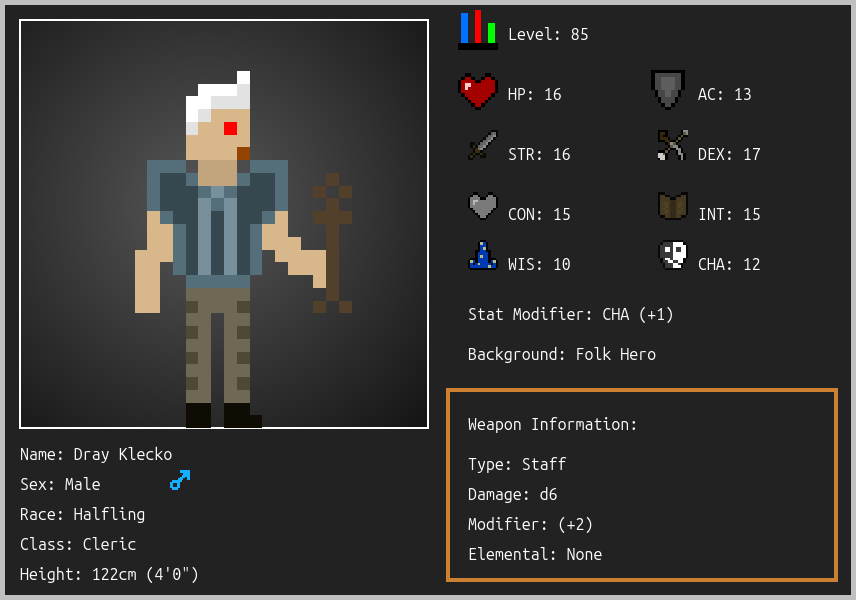 Level: 85
HP: 16
AC: 13
STR: 16
DEX: 17
CON: 15
INT: 15
WIS: 10
CHA: 12
Stat Modifier: CHA (+1)
Background: Folk Hero
Weapon Information:
Type: Staff
Damage: d6
Modifier: (+2)
Elemental: None
Name: Dray Klecko
Sex: Male
Race: Halfling
Class: Cleric
Height: 122cm (4'0")